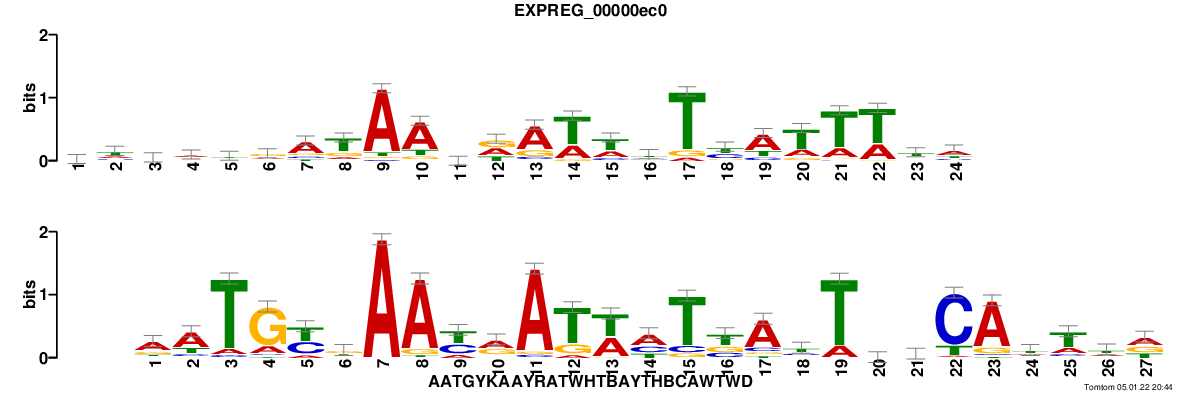 EXPREG_00000ec0
2
1
0
bits
1 2 3 4 5 6 7 8 9 10 11 12 13 14 15 16 17 18 19 20 21 22 23 24
2
1
0
bits
1 2 3 4 5 6 7 8 9 10 11 12 13 14 15 16 17 18 19 20 21 22 23 24 25 26 27
AATGYKAAYRATWHTBAYTHBCAWTWD
Tomtom 05.01.22 20:44